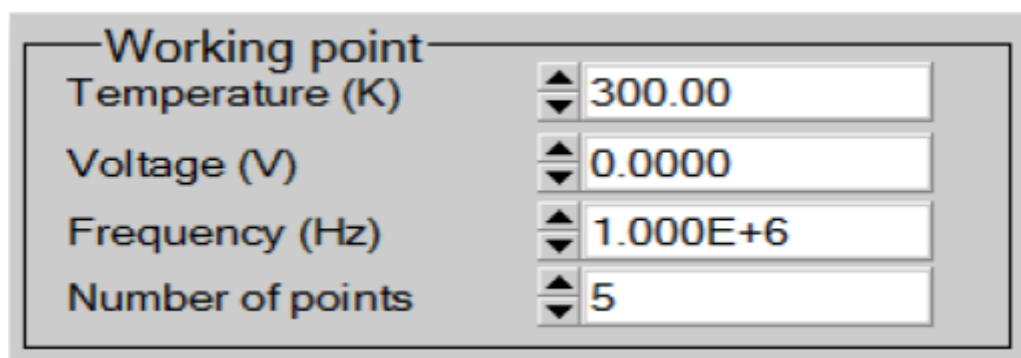 Working point
Temperature (K) 300.00
Voltage (V) 0.0000
Frequency (Hz) 1.000E+6
Number of points 5